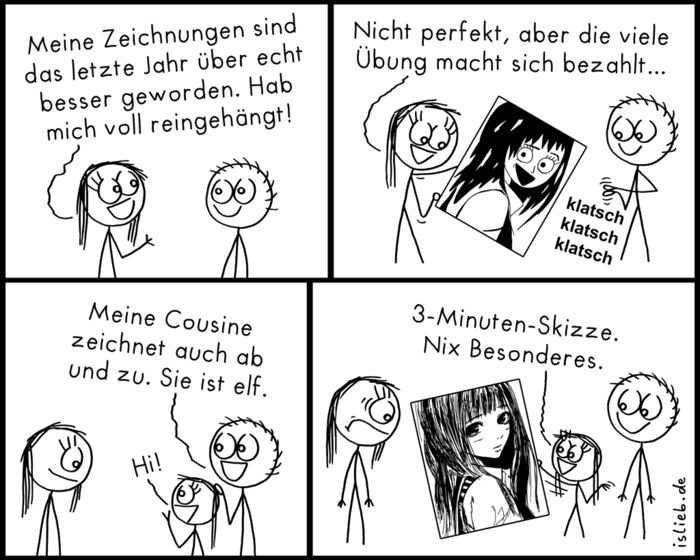 Meine Zeichnungen sind
das letzte Jahr über echt
besser geworden. Hab
mich voll reingehängt!
Nicht perfekt, aber die viele
Übung macht sich bezahlt...
klatsch
klatsch
klatsch
Meine Cousine
zeichnet auch ab
und zu. Sie ist elf.
Hi!
3-Minuten-Skizze.
Nix Besonderes.
islieb.de